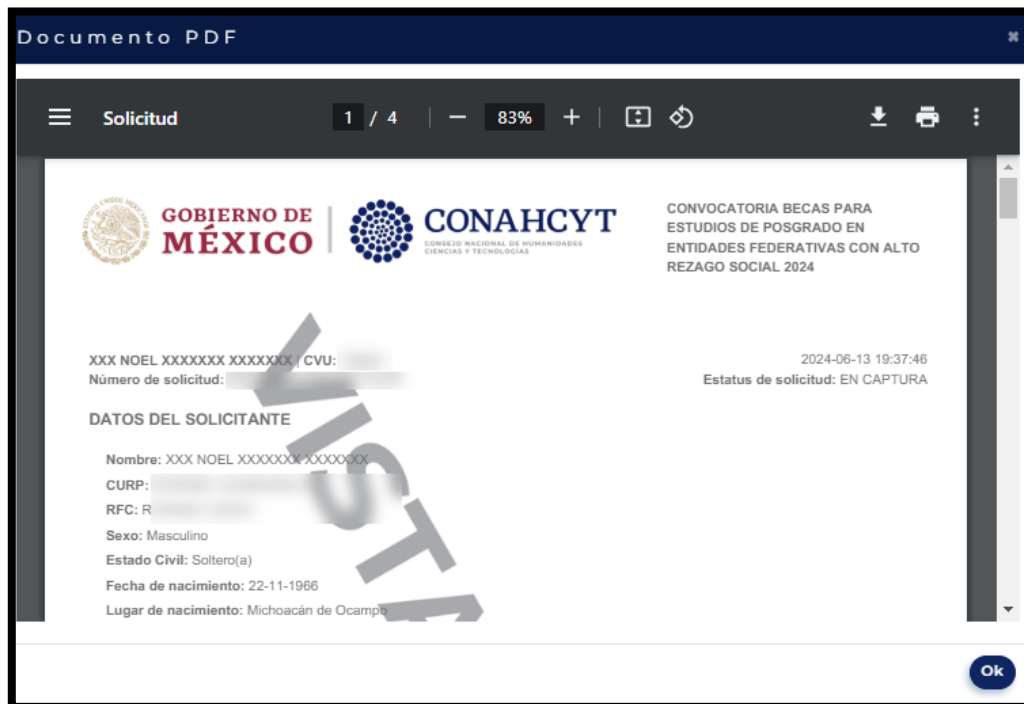 Documento PDF
Solicitud
1 / 4
83%
GOBIERNO DE
MÉXICO
CONAHCYT
CONSEJO NACIONAL DE HUMANIDADES
CIENCIAS Y TECNOLOGÍAS
CONVOCATORIA BECAS PARA
ESTUDIOS DE POSGRADO EN
ENTIDADES FEDERATIVAS CON ALTO
REZAGO SOCIAL 2024
XXX NOEL XXXXXXX XXXXXXX | CVU:
2024-06-13 19:37:46
Número de solicitud:
Estatus de solicitud: EN CAPTURA
DATOS DEL SOLICITANTE
Nombre: XXX NOEL XXXXXXX XXXXXXX
CURP:
RFC: R
Sexo: Masculino
Estado Civil: Soltero(a)
Fecha de nacimiento: 22-11-1966
Lugar de nacimiento: Michoacán de Ocampo
VISTA
Ok